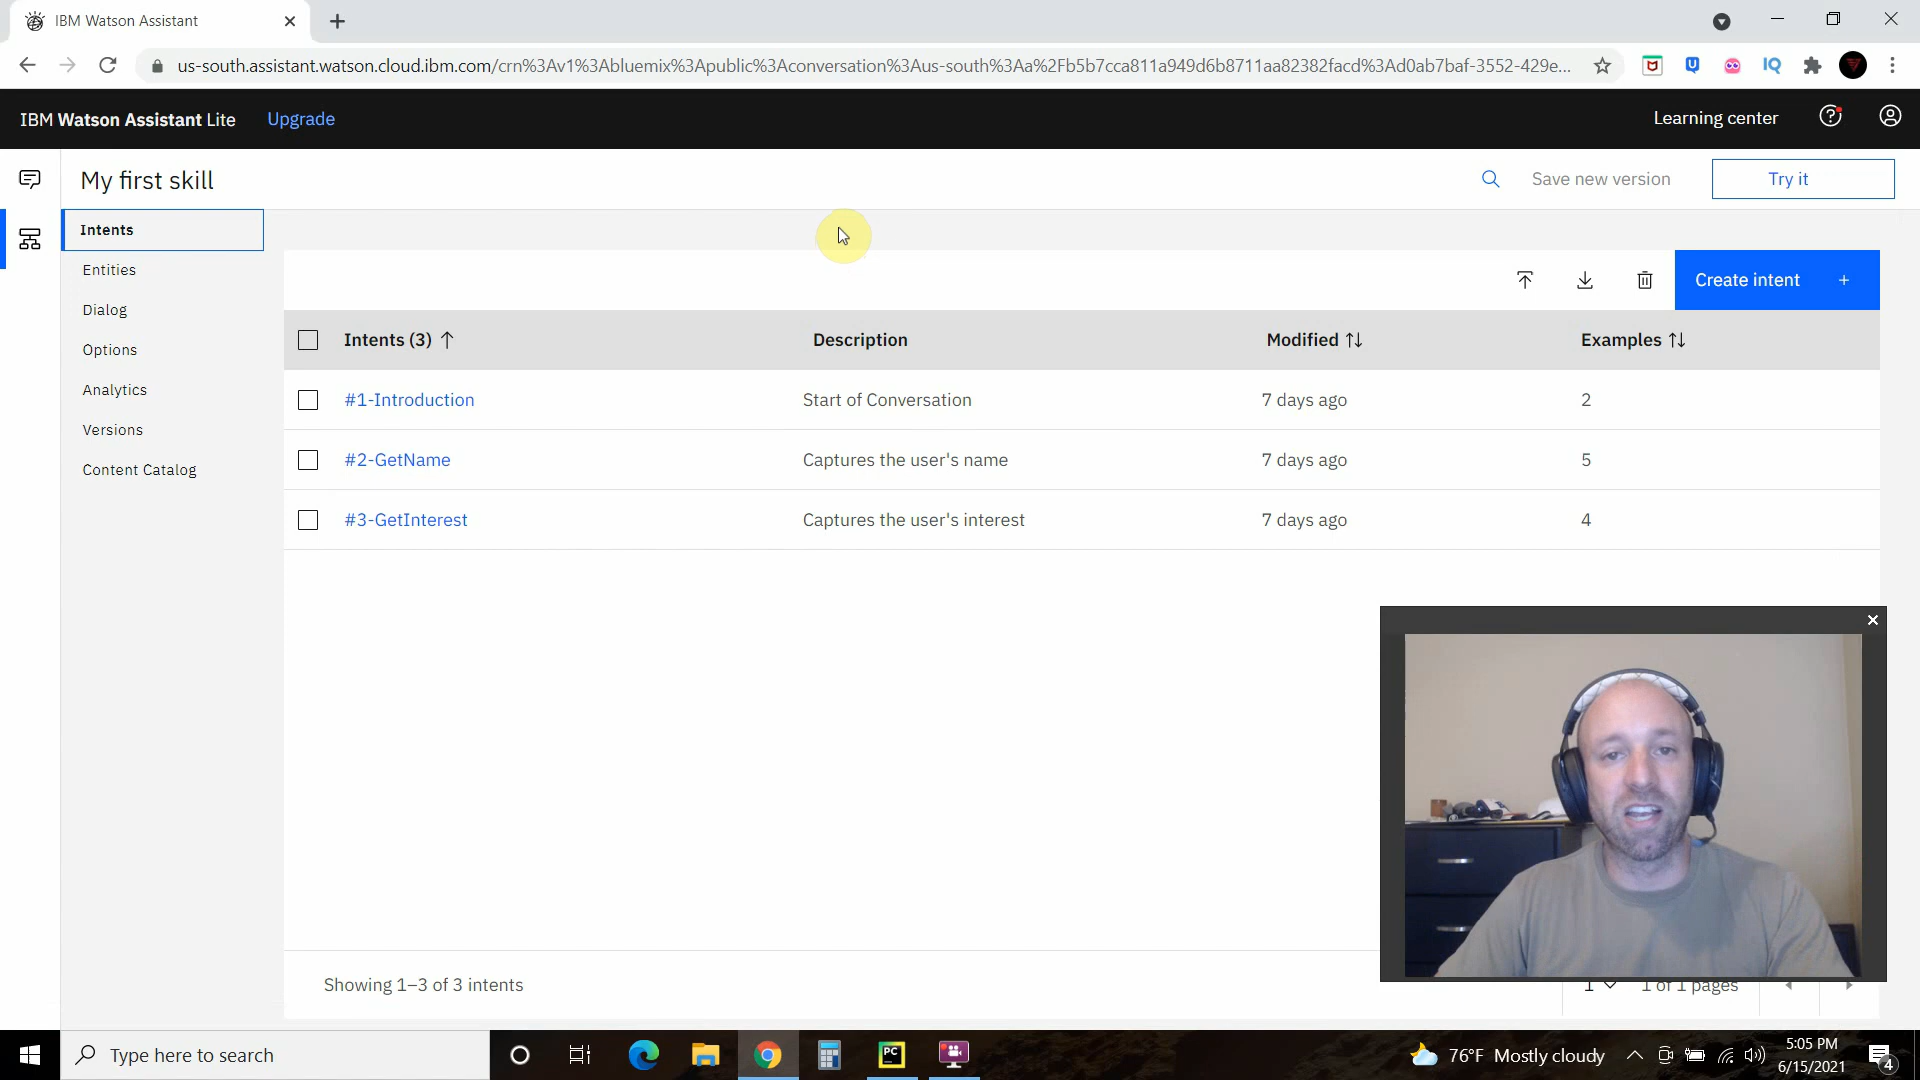 IBM Watson Assistant
us-south.assistant.watson.cloud.ibm.com/crn%3Av1%3Abluemix%3Apublic%3Aconversation%3Aus-south%3Aa%2Fb5b7cca811a949d6b8711aa82382facd%3Ad0ab7baf-3552-429e...
IBM Watson Assistant Lite Upgrade
Learning center
My first skill
Save new version
Try it
Intents
Entities
Dialog
Options
Analytics
Versions
Content Catalog
Create intent +
Intents (3) Description Modified Examples
#1-Introduction Start of Conversation 7 days ago 2
#2-GetName Captures the user's name 7 days ago 5
#3-GetInterest Captures the user's interest 7 days ago 4
Showing 1–3 of 3 intents
1
1 of 1 pages
Type here to search
PC
76°F Mostly cloudy
5:05 PM
6/15/2021
4